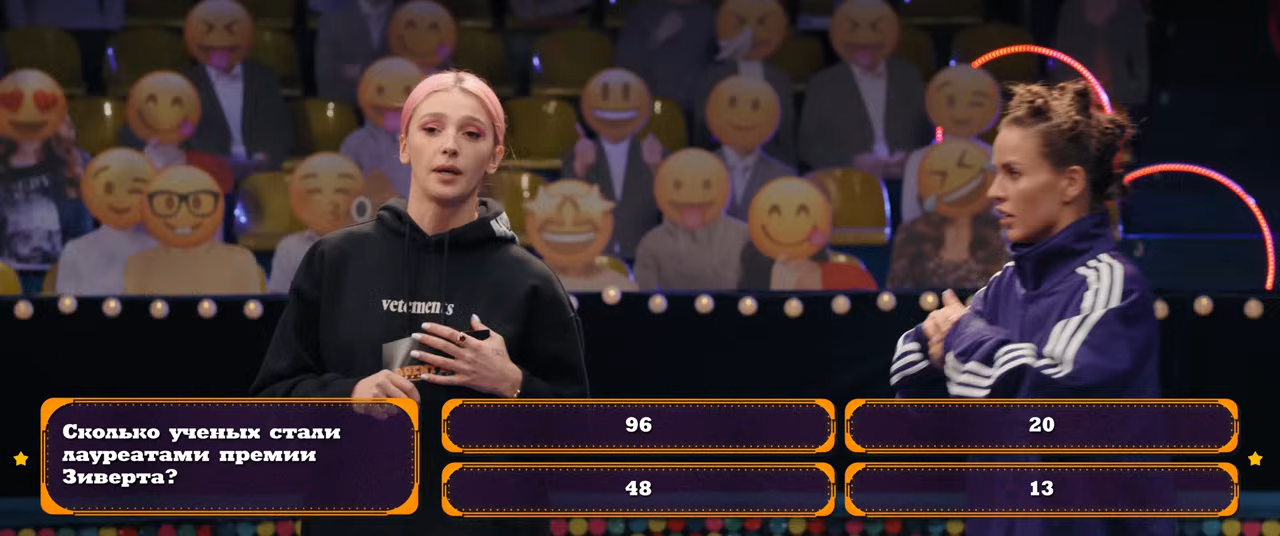 vetements
Сколько ученых стали
лауреатами премии
Зиверта?
96
20
48
13